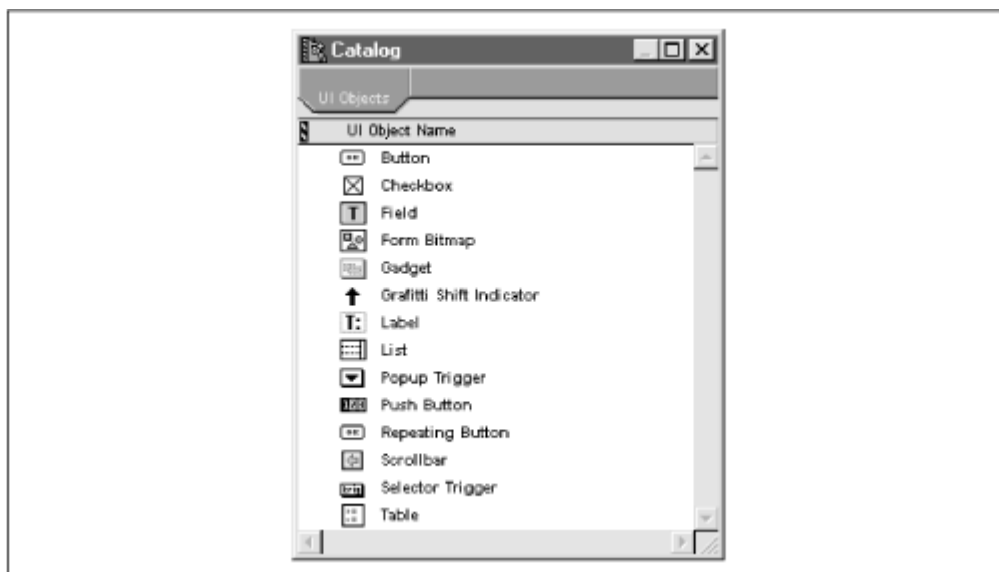 Catalog
UI Objects
UI Object Name
Button
Checkbox
Field
Form Bitmap
Gadget
Grafitti Shift Indicator
Label
List
Popup Trigger
Push Button
Repeating Button
Scrollbar
Selector Trigger
Table